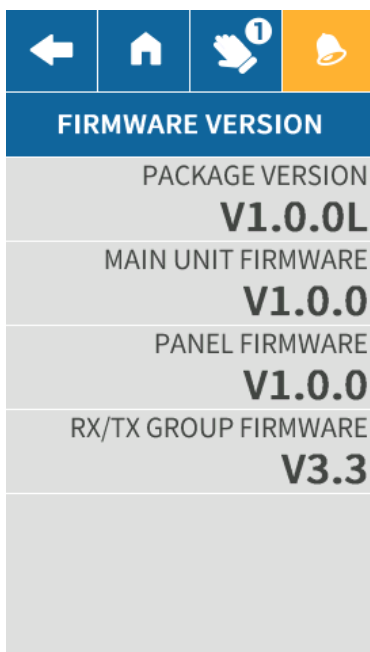 1
FIRMWARE VERSION
PACKAGE VERSION
V1.0.0L
MAIN UNIT FIRMWARE
V1.0.0
PANEL FIRMWARE
V1.0.0
RX/TX GROUP FIRMWARE
V3.3